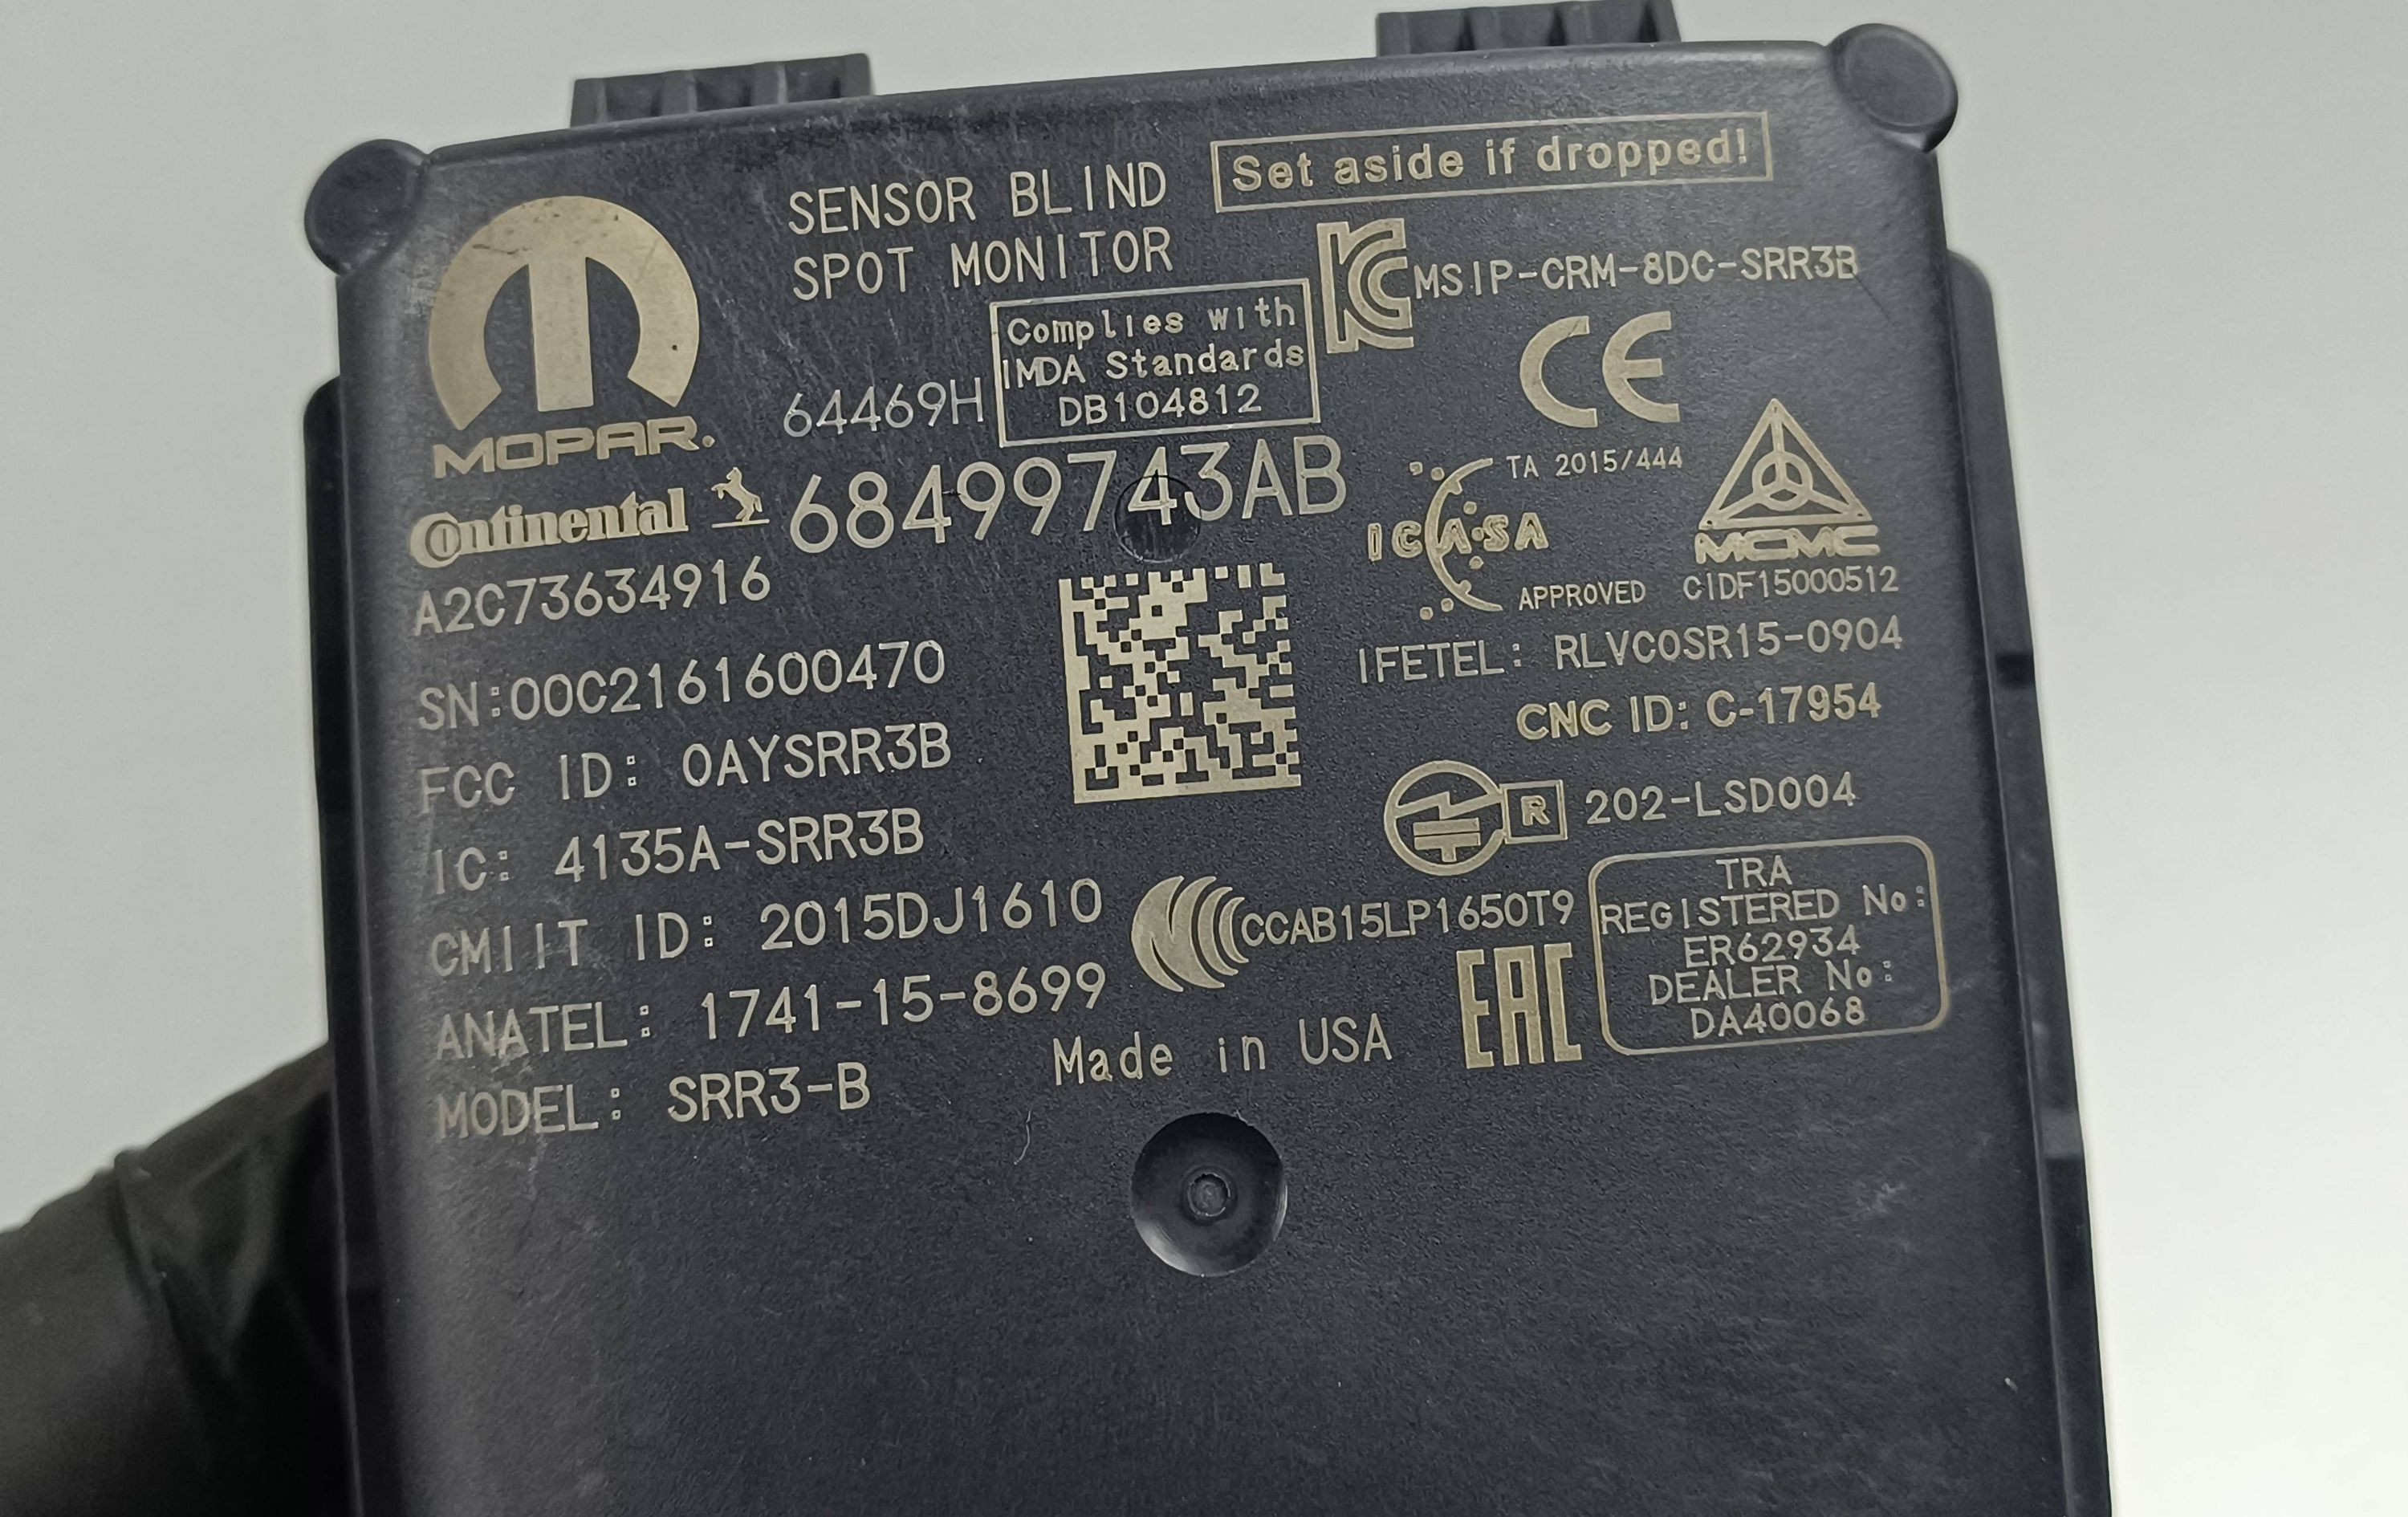 SENSOR BLIND
SPOT MONITOR
Set aside if dropped!
MOPAR.
64469H
Complies with
IMDA Standards
DB104812
MSIP-CRM-8DC-SRR3B
CE
Continental
68499743AB
A2C73634916
TA 2015/444
ICASA
APPROVED
MCMC
CIDF15000512
SN:00C2161600470
IFETEL: RLVCOSR15-0904
FCC ID: OAYSRR3B
CNC ID: C-17954
IC: 4135A-SRR3B
R 202-LSD004
CMIIT ID: 2015DJ1610
CCAB15LP1650T9
TRA
REGISTERED No:
ER62934
DEALER No:
DA40068
ANATEL: 1741-15-8699
EAC
MODEL: SRR3-B
Made in USA